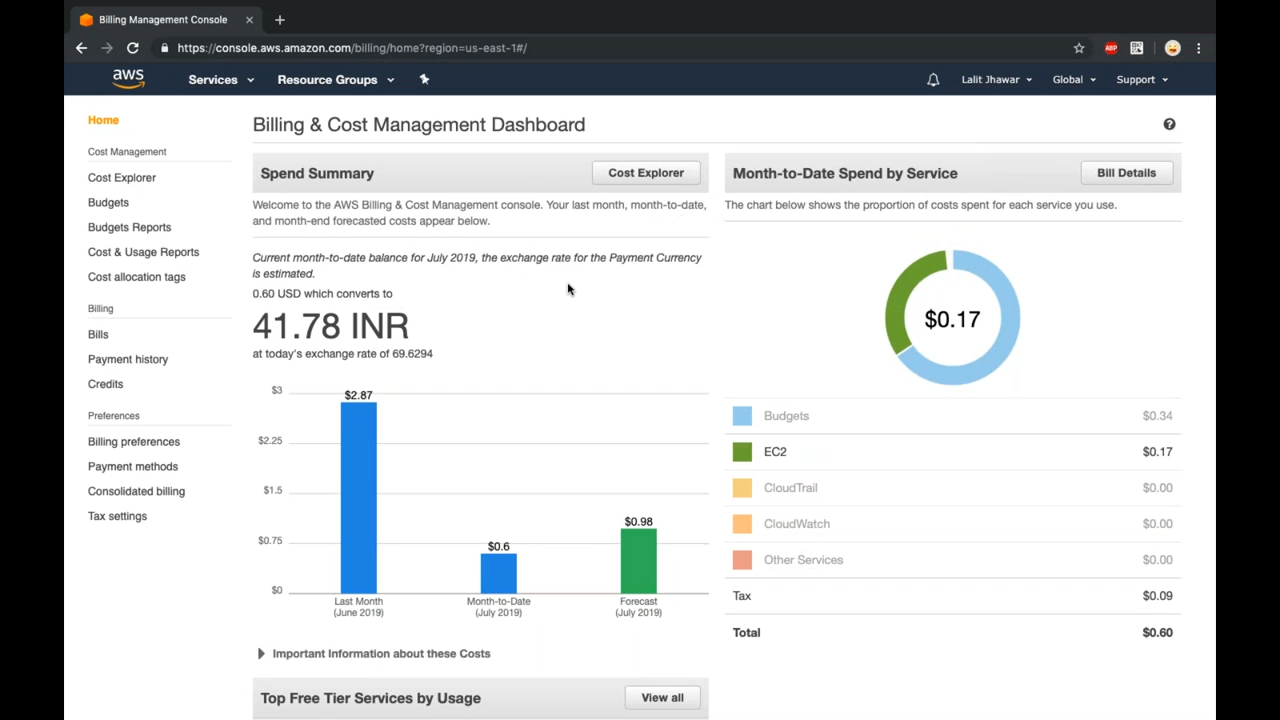 Billing Management Console
https://console.aws.amazon.com/billing/home?region=us-east-1#/
ABP
aws
Services
Resource Groups
Lalit Jhawar
Global
Support
Home
Cost Management
Cost Explorer
Budgets
Budgets Reports
Cost & Usage Reports
Cost allocation tags
Billing
Bills
Payment history
Credits
Preferences
Billing preferences
Payment methods
Consolidated billing
Tax settings
Billing & Cost Management Dashboard
Spend Summary
Cost Explorer
Welcome to the AWS Billing & Cost Management console. Your last month, month-to-date,
and month-end forecasted costs appear below.
Current month-to-date balance for July 2019, the exchange rate for the Payment Currency
is estimated.
0.60 USD which converts to
41.78 INR
at today's exchange rate of 69.6294
$3
$2.25
$1.5
$0.75
$0
$2.87
$0.6
$0.98
Last Month
(June 2019)
Month-to-Date
(July 2019)
Forecast
(July 2019)
Important Information about these Costs
Top Free Tier Services by Usage
View all
Month-to-Date Spend by Service
Bill Details
The chart below shows the proportion of costs spent for each service you use.
$0.17
Budgets $0.34
EC2 $0.17
CloudTrail $0.00
CloudWatch $0.00
Other Services $0.00
Tax $0.09
Total $0.60